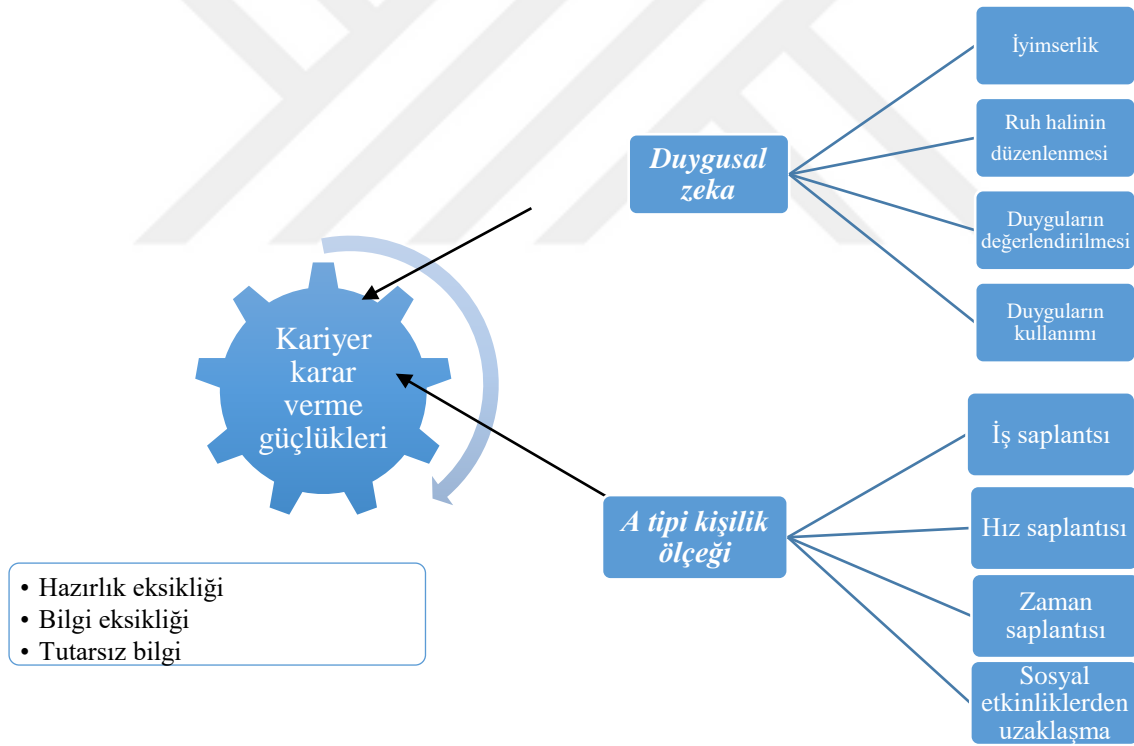 İyimserlik
Ruh halinin
düzenlenmesi
Duygusal
zeka
Duyguların
değerlendirilmesi
Duyguların
kullanımı
Kariyer
karar
verme
güçlükleri
İş saplantsı
A tipi kişilik
ölçeği
Hız saplantısı
Zaman
saplantısı
Sosyal
etkinliklerden
uzaklaşma
• Hazırlık eksikliği
• Bilgi eksikliği
• Tutarsız bilgi